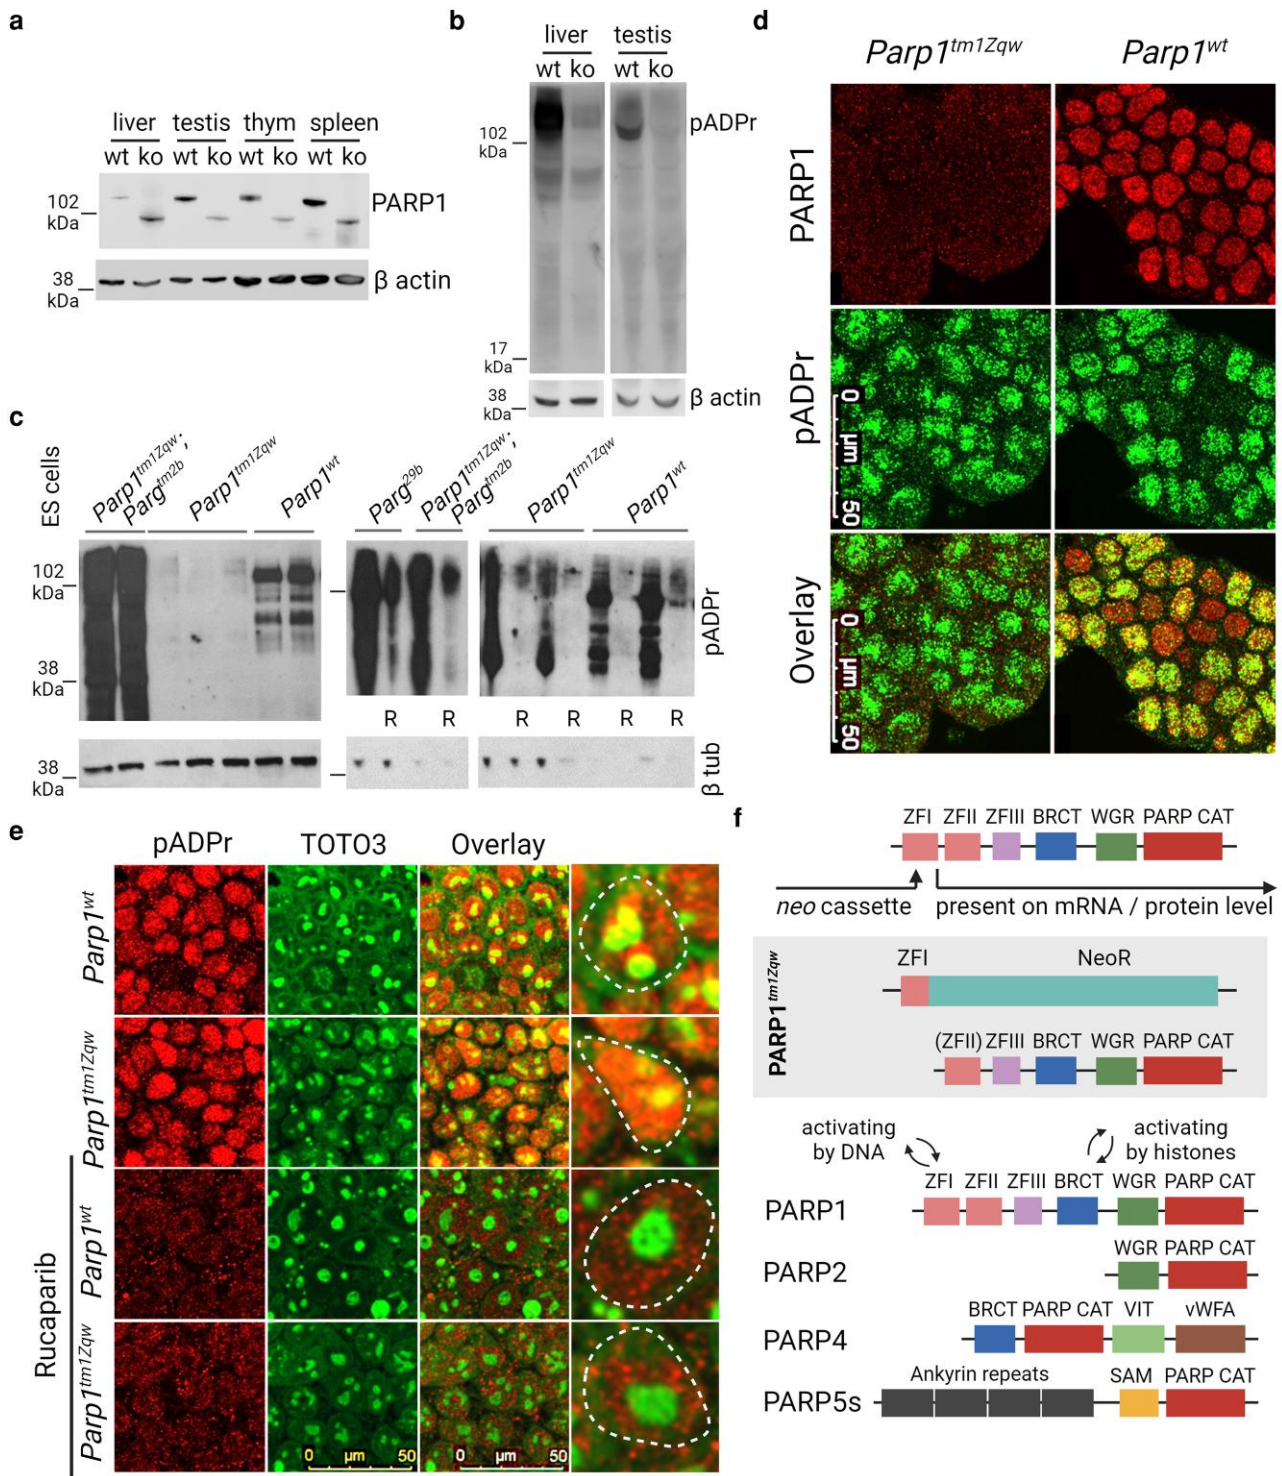 a
liver testis thym spleen
wt ko wt ko wt ko wt ko
102
kDa
PARP1
38
kDa
β actin
b
liver testis
wt ko wt ko
102
kDa
pADPr
17
kDa
38
kDa
β actin
c
ES cells
Parp1tm1Zqw;
Pargtm2b
Parp1tm1Zqw
Parp1wt
Parg29b
Parp1tm1Zqw;
Pargtm2b
Parp1tm1Zqw
Parp1wt
102
kDa
38
kDa
pADPr
R R R R R R
38
kDa
β tub
d
Parp1tm1Zqw Parp1wt
PARP1
pADPr
0 µm 50
Overlay
0 µm 50
e
pADPr TOTO3 Overlay
Parp1wt
Parp1tm1Zqw
Rucaparib
Parp1wt
Parp1tm1Zqw
0 µm 50 0 µm 50
f
ZFI ZFII ZFIII BRCT WGR PARP CAT
neo cassette present on mRNA / protein level
PARP1tm1Zqw
ZFI NeoR
(ZFII) ZFIII BRCT WGR PARP CAT
activating
by DNA
activating
by histones
ZFI ZFII ZFIII BRCT WGR PARP CAT
PARP1
WGR PARP CAT
PARP2
BRCT PARP CAT VIT vWFA
PARP4
Ankyrin repeats SAM PARP CAT
PARP5s